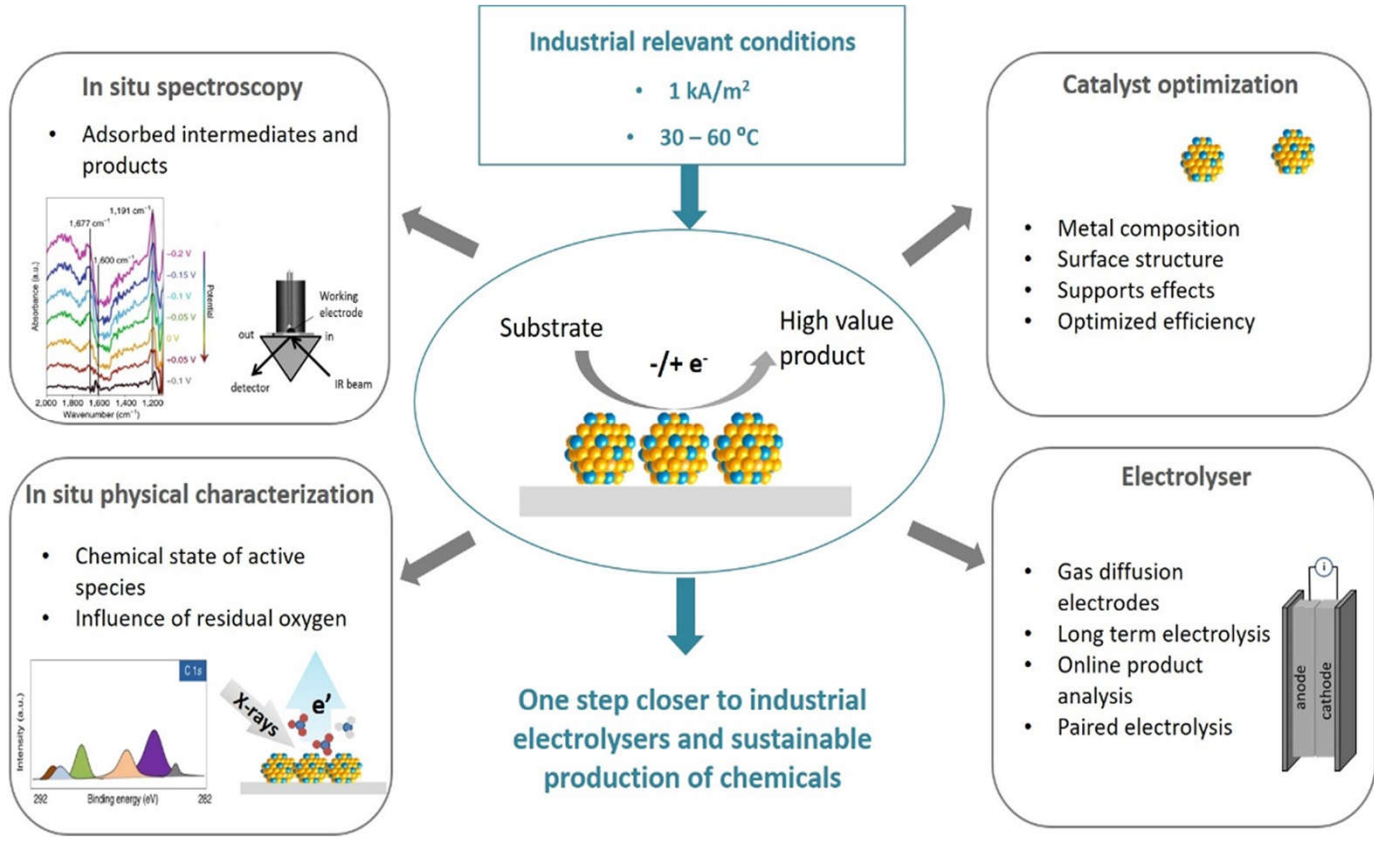 Industrial relevant conditions
• 1 kA/m²
• 30 – 60 ⁰C
In situ spectroscopy
• Adsorbed intermediates and
products
1,191 cm⁻¹
1,677 cm⁻¹
1,600 cm⁻¹
Absorbance (a.u.)
–0.2 V
–0.15 V
–0.1 V
–0.05 V
0 V
+0.05 V
–0.1 V
Potential
2,000 1,800 1,600 1,400 1,200
Wavenumber (cm⁻¹)
Working
electrode
out
in
detector
IR beam
Catalyst optimization
• Metal composition
• Surface structure
• Supports effects
• Optimized efficiency
Substrate
High value
product
-/+ e⁻
In situ physical characterization
• Chemical state of active
species
• Influence of residual oxygen
C 1s
Intensity (a.u.)
292
Binding energy (eV)
282
X-rays
e’
Electrolyser
• Gas diffusion
electrodes
• Long term electrolysis
• Online product
analysis
• Paired electrolysis
i
anode
cathode
One step closer to industrial
electrolysers and sustainable
production of chemicals